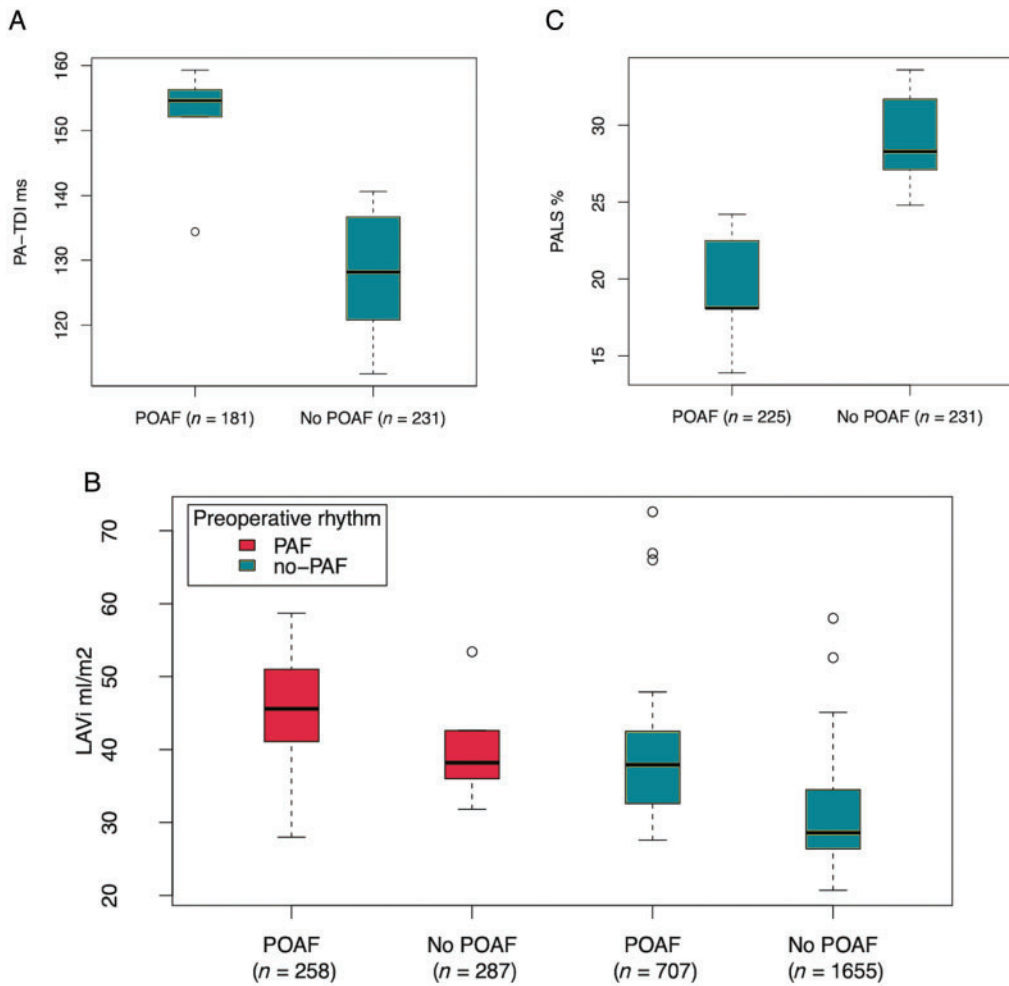 A
PA−TDI ms
160
150
140
130
120
POAF (n = 181)
No POAF (n = 231)
C
PALS %
30
25
20
15
POAF (n = 225)
No POAF (n = 231)
B
LAVi ml/m2
70
60
50
40
30
20
Preoperative rhythm
PAF
no-PAF
POAF
(n = 258)
No POAF
(n = 287)
POAF
(n = 707)
No POAF
(n = 1655)